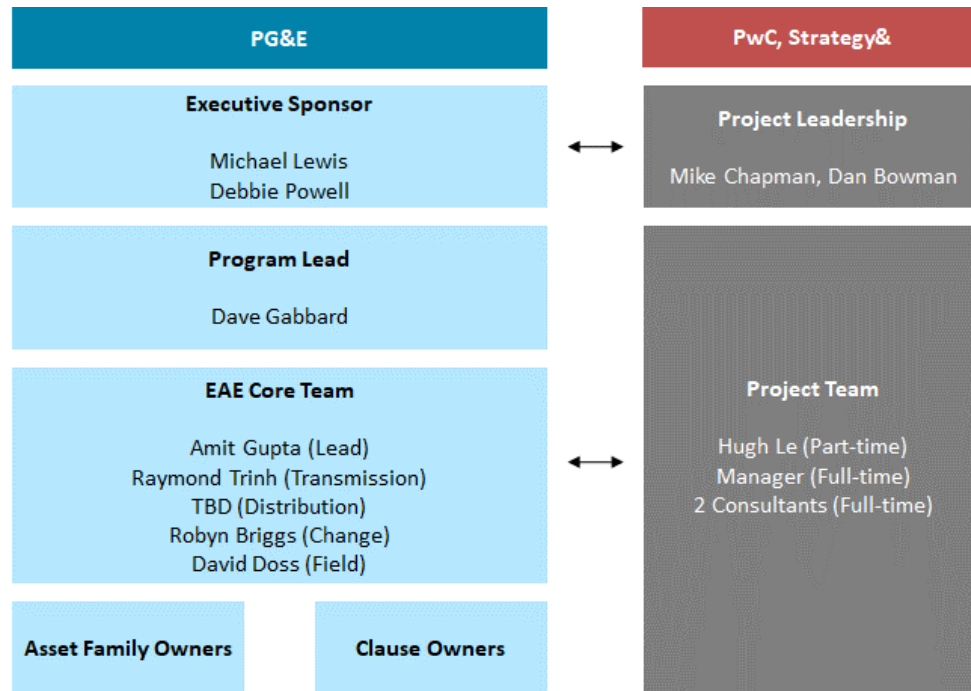 PG&E
PwC, Strategy&
Executive Sponsor
Michael Lewis
Debbie Powell
Project Leadership
Mike Chapman, Dan Bowman
Program Lead
Dave Gabbard
EAE Core Team
Amit Gupta (Lead)
Raymond Trinh (Transmission)
TBD (Distribution)
Robyn Briggs (Change)
David Doss (Field)
Project Team
Hugh Le (Part-time)
Manager (Full-time)
2 Consultants (Full-time)
Asset Family Owners
Clause Owners